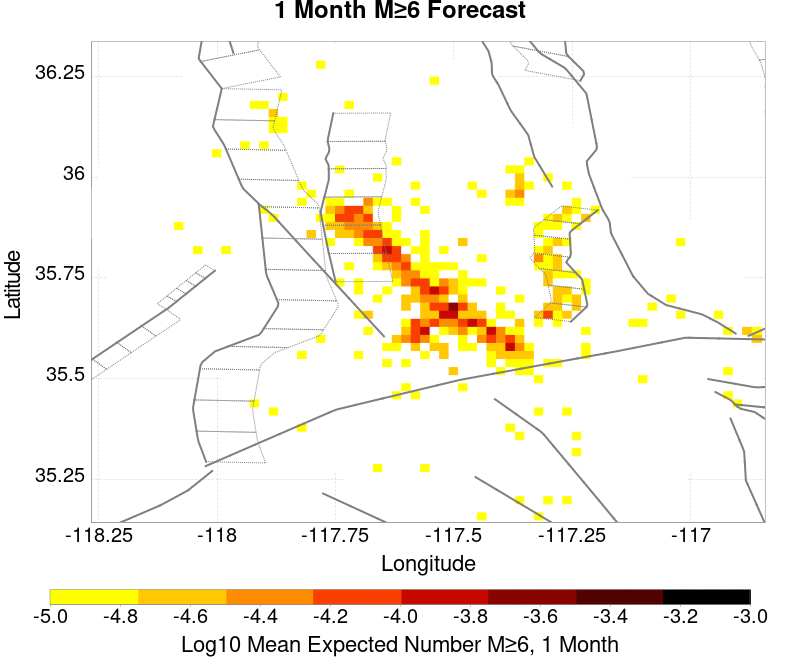 1 Month M≥6 Forecast
36.25
36
35.75
35.5
35.25
Latitude
-118.25 -118 -117.75 -117.5 -117.25 -117
Longitude
-5.0 -4.8 -4.6 -4.4 -4.2 -4.0 -3.8 -3.6 -3.4 -3.2 -3.0
Log10 Mean Expected Number M≥6, 1 Month